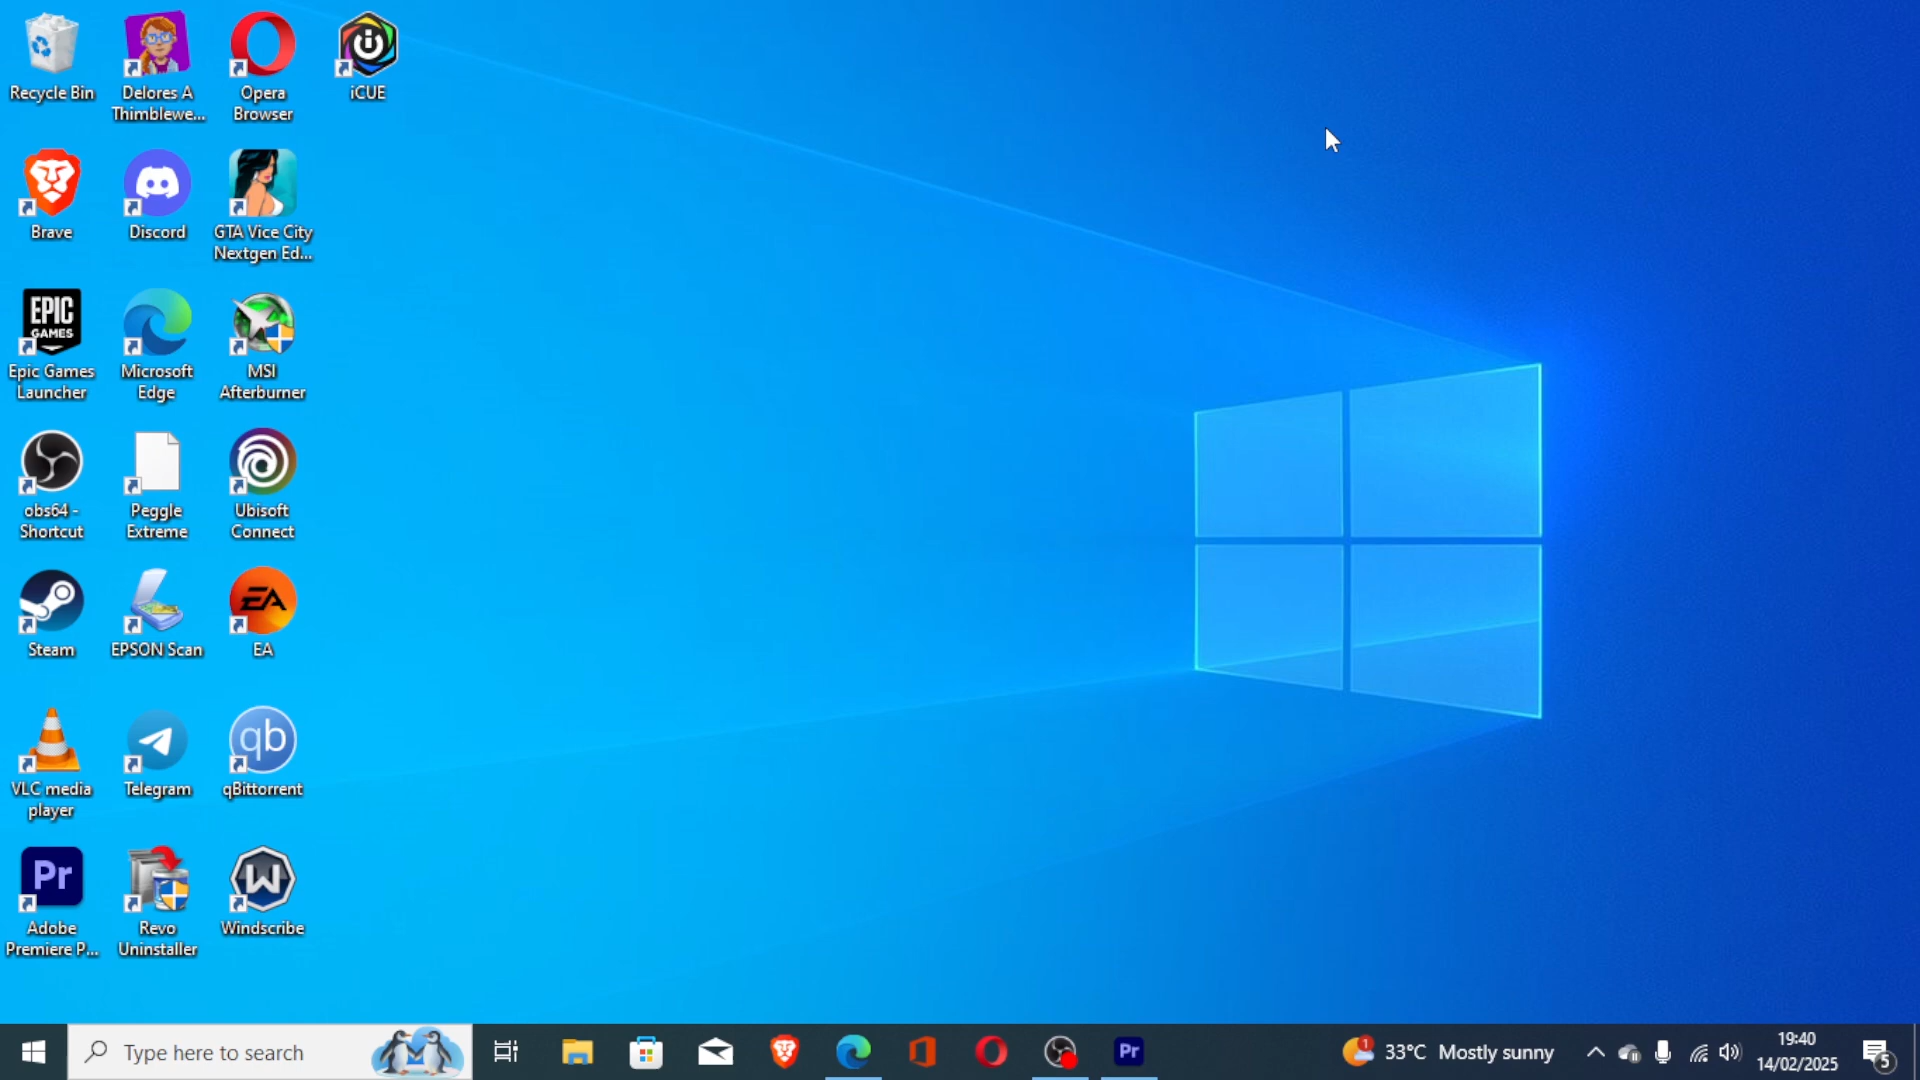 Recycle Bin
Delores A
Thimblewe...
Opera
Browser
iCUE
Brave
Discord
GTA Vice City
Nextgen Ed...
EPIC
GAMES
Epic Games
Launcher
Microsoft
Edge
MSI
Afterburner
obs64 -
Shortcut
Peggle
Extreme
Ubisoft
Connect
Steam
EPSON Scan
EA
EA
VLC media
player
Telegram
qb
qBittorrent
Pr
Adobe
Premiere P...
Revo
Uninstaller
W
Windscribe
Type here to search
Pr
1
33°C Mostly sunny
19:40
14/02/2025
5